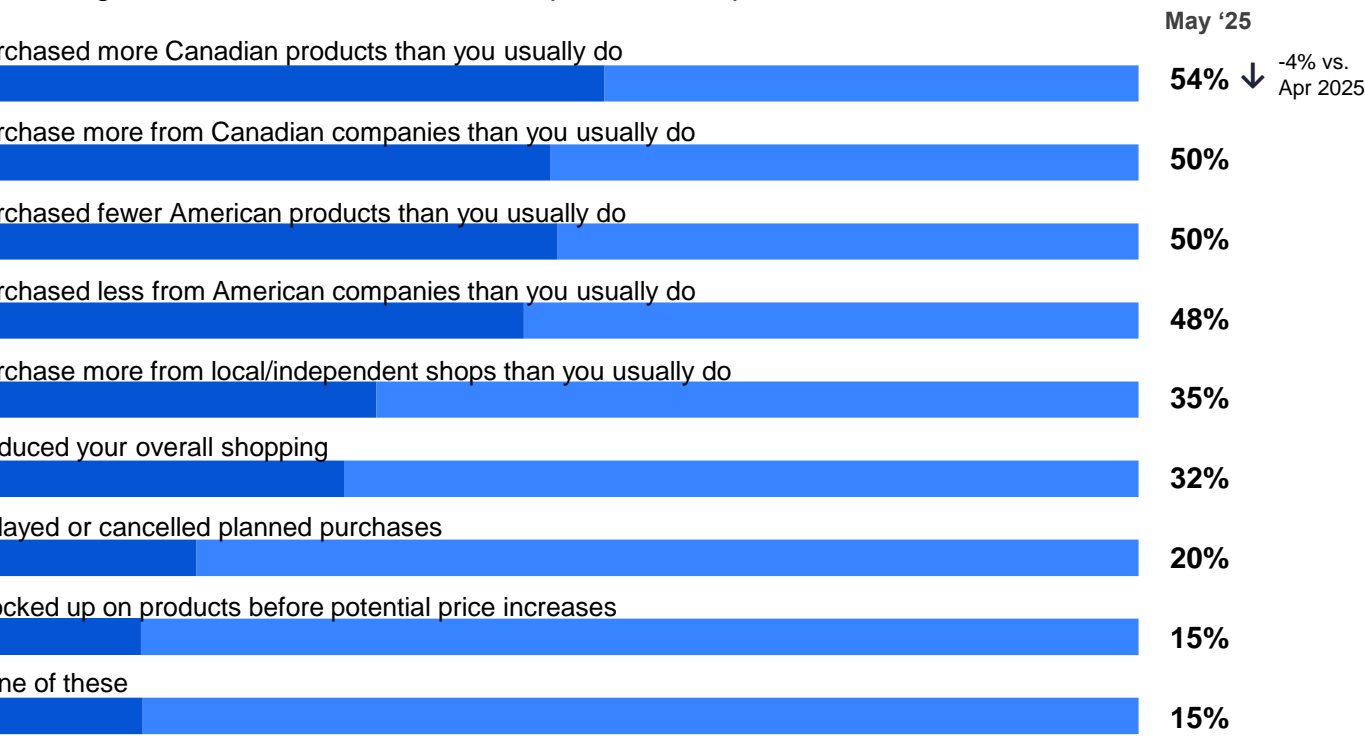 May ‘25
rchased more Canadian products than you usually do
54% ↓ -4% vs.
Apr 2025
rchase more from Canadian companies than you usually do
50%
rchased fewer American products than you usually do
50%
rchased less from American companies than you usually do
48%
rchase more from local/independent shops than you usually do
35%
duced your overall shopping
32%
layed or cancelled planned purchases
20%
ocked up on products before potential price increases
15%
ne of these
15%